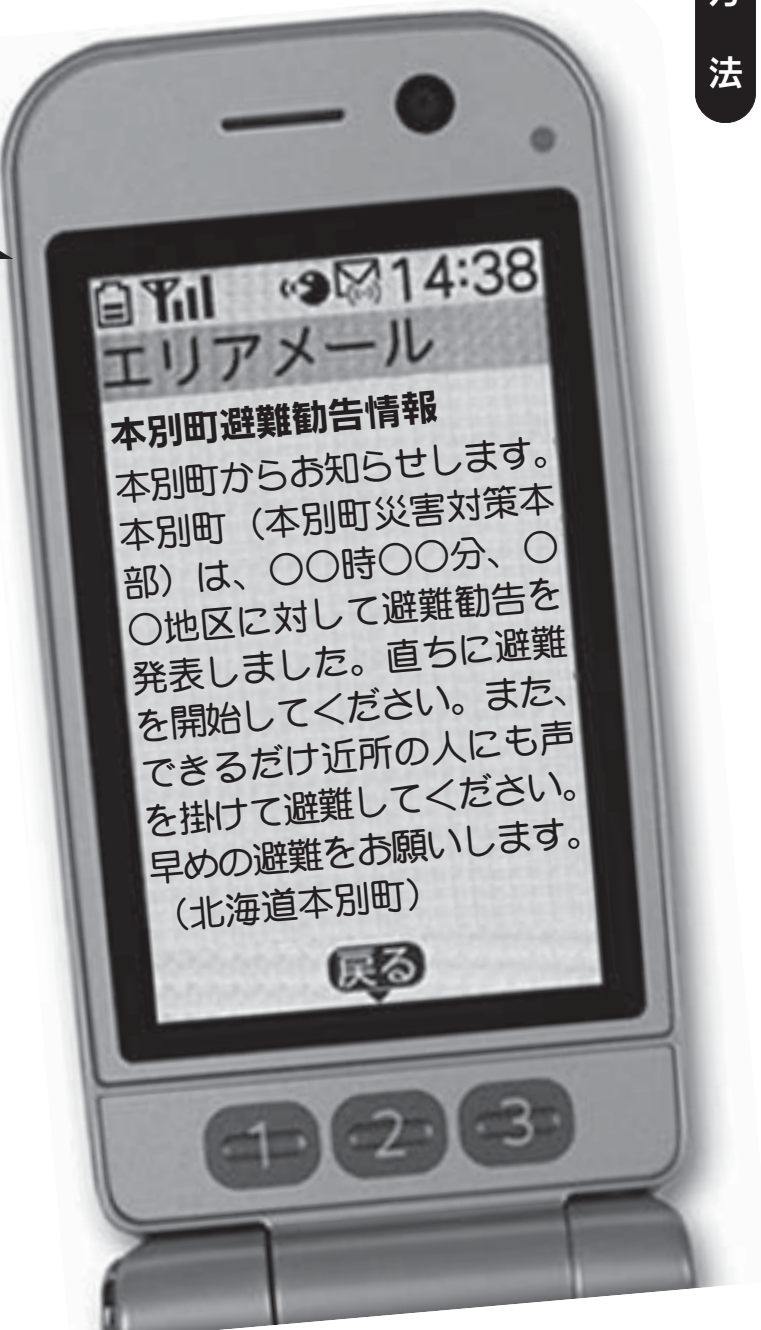 法
14:38
エリアメール
本別町避難勧告情報
本別町からお知らせします。
本別町（本別町災害対策本
部）は、〇〇時〇〇分、〇
〇地区に対して避難勧告を
発表しました。直ちに避難
を開始してください。また、
できるだけ近所の人にも声
を掛けて避難してください。
早めの避難をお願いします。
（北海道本別町）
戻る
1 2 3